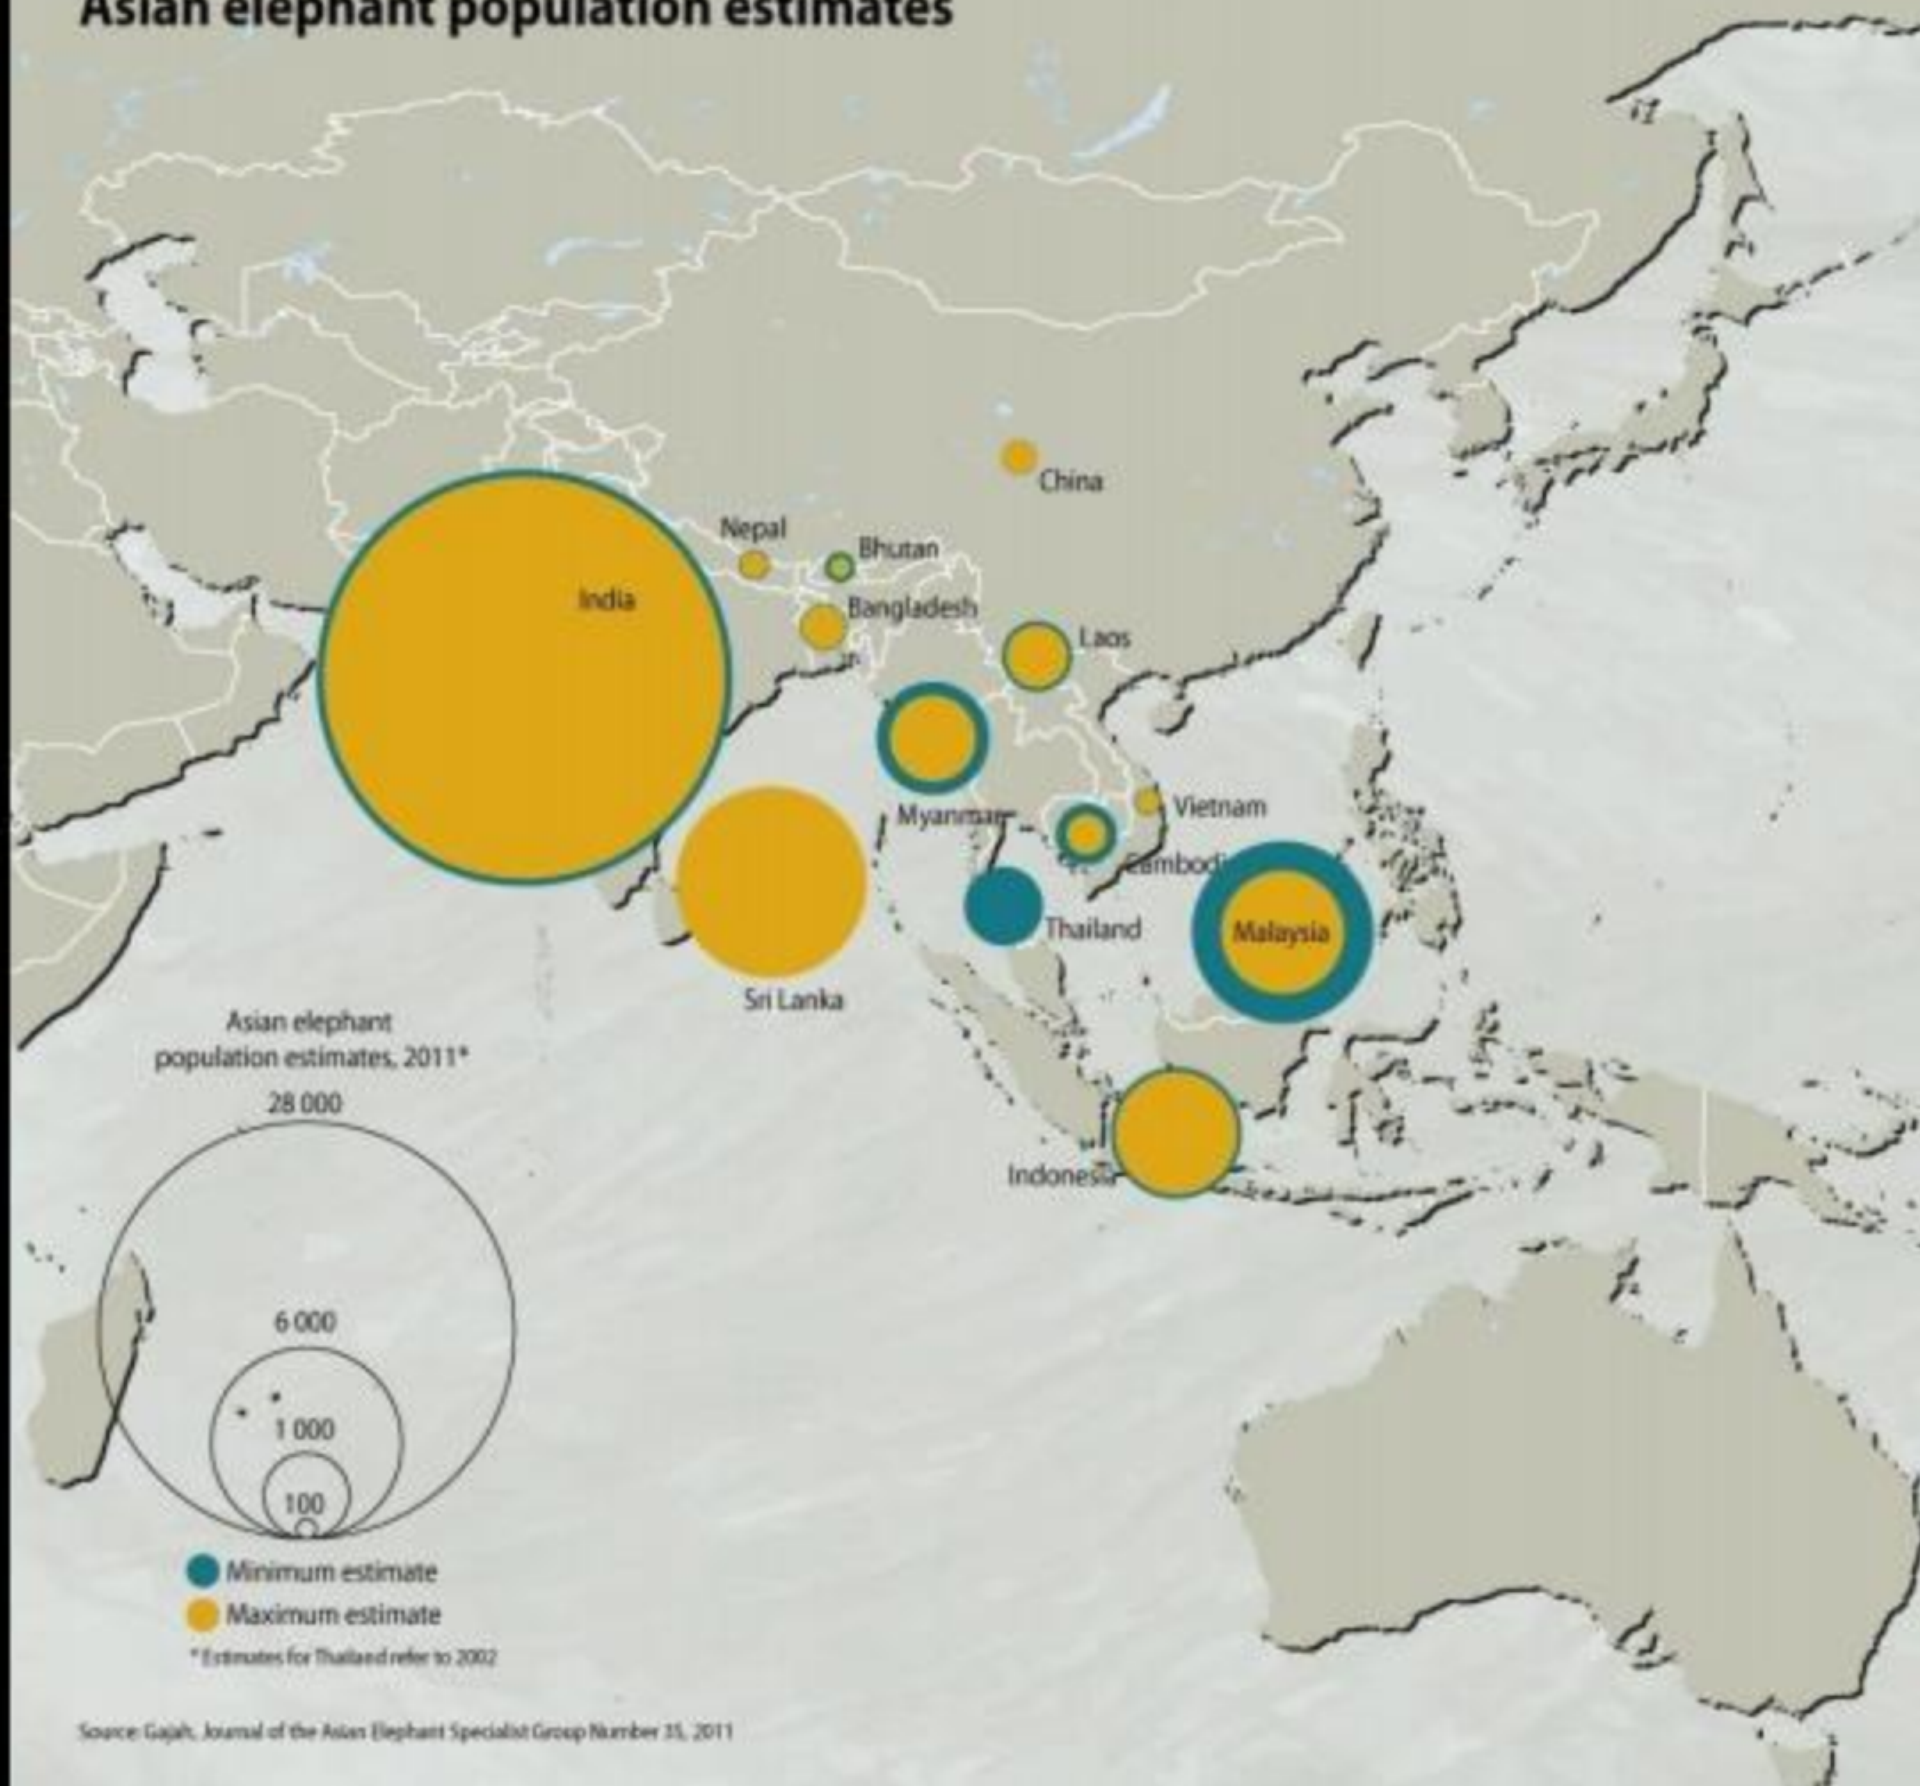 Asian elephant population estimates
China
Nepal
Bhutan
India
Bangladesh
Laos
Myanmar
Vietnam
Cambodi
Malaysia
Thailand
Sri Lanka
Indonesia
Asian elephant
population estimates, 2011*
28 000
6 000
1 000
100
Minimum estimate
Maximum estimate
* Estimates for Thailand refer to 2002
Source: Gajah, Journal of the Asian Elephant Specialist Group Number 35, 2011